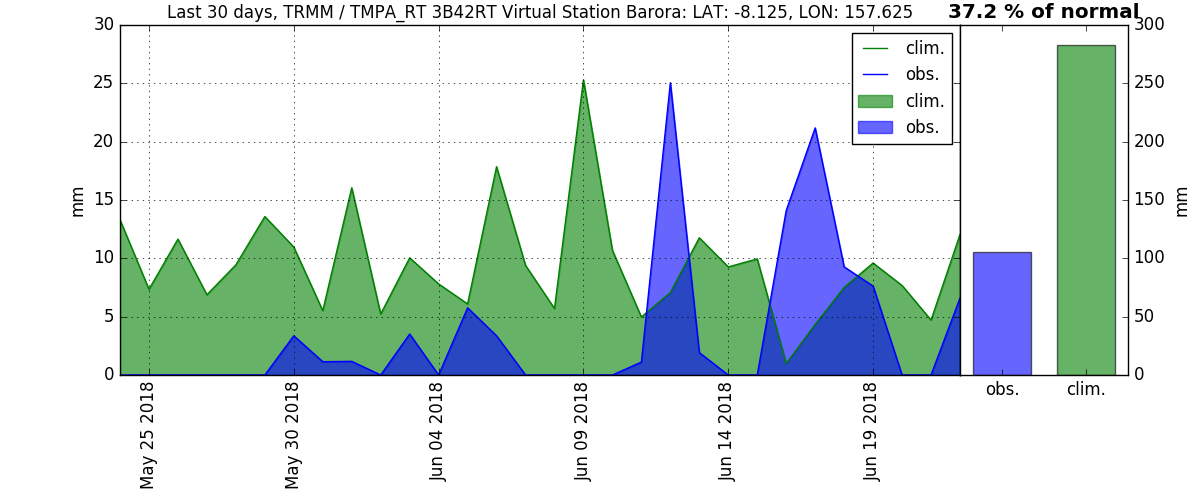 Last 30 days, TRMM / TMPA_RT 3B42RT Virtual Station Barora: LAT: -8.125, LON: 157.625
37.2 % of normal
30
25
20
15
10
5
0
mm
clim.
obs.
clim.
obs.
300
250
200
150
100
50
0
mm
May 25 2018
May 30 2018
Jun 04 2018
Jun 09 2018
Jun 14 2018
Jun 19 2018
obs.
clim.